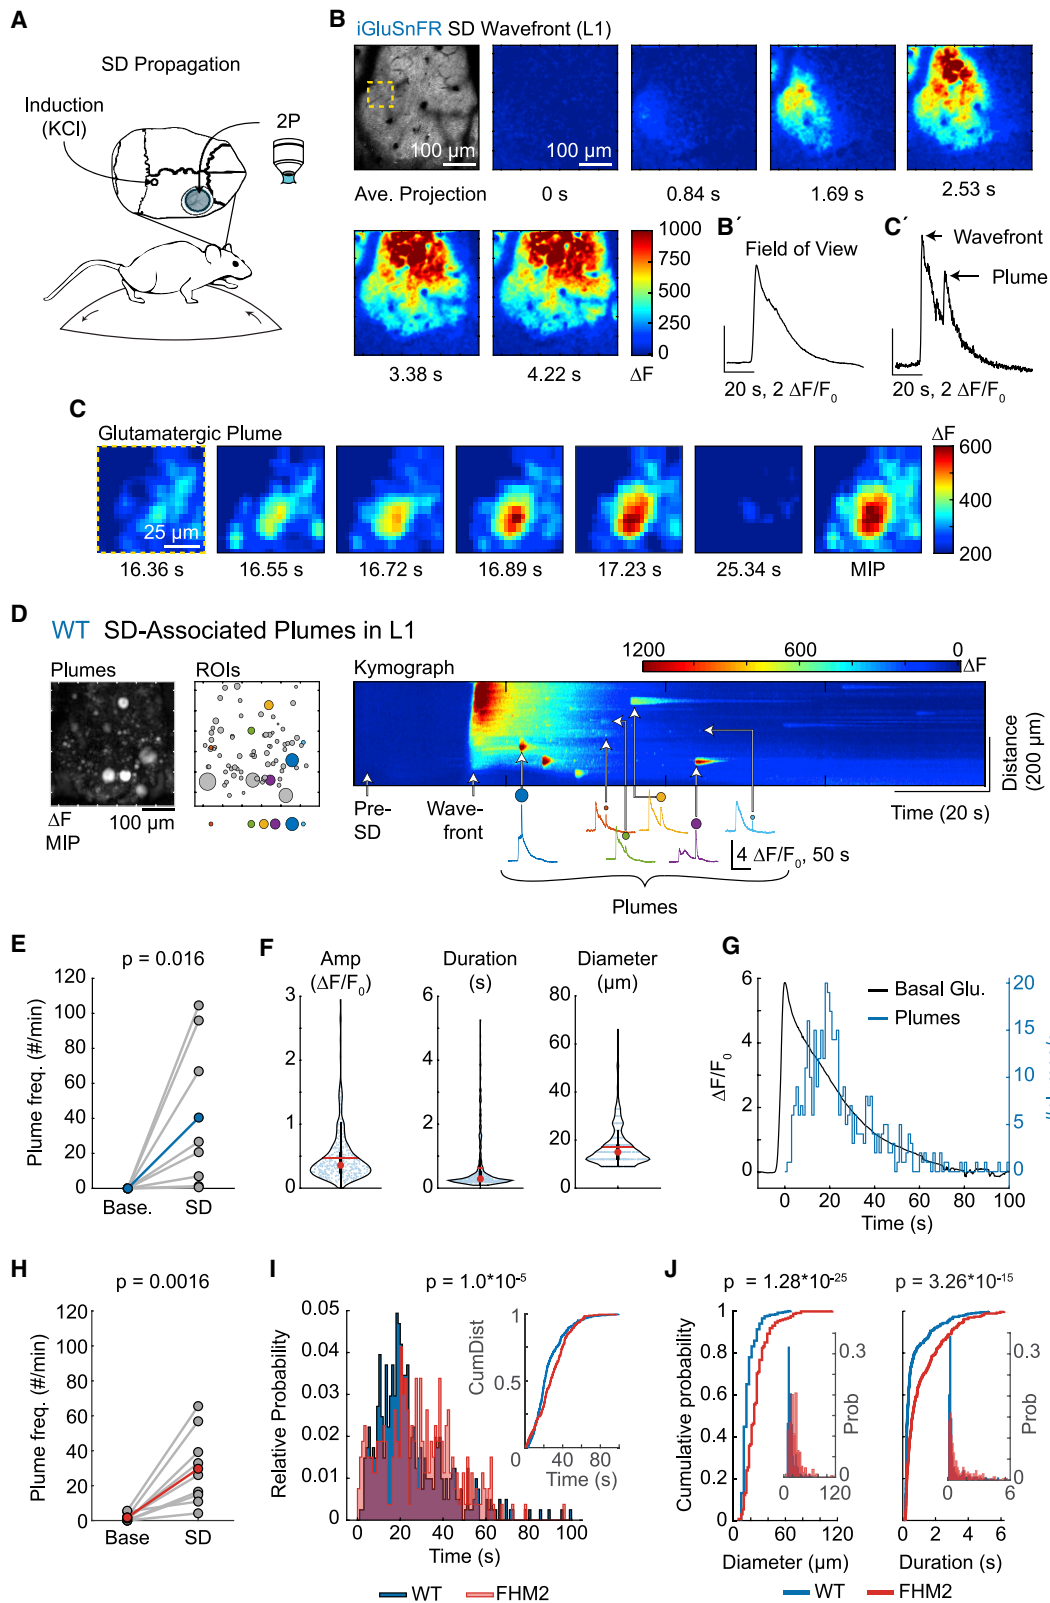 A
SD Propagation
Induction
(KCl)
2P
B
iGluSnFR SD Wavefront (L1)
100 µm
100 µm
Ave. Projection
0 s
0.84 s
1.69 s
2.53 s
3.38 s
4.22 s
1000
750
500
250
0
ΔF
B´
Field of View
20 s, 2 ΔF/F0
C´
Wavefront
Plume
20 s, 2 ΔF/F0
C
Glutamatergic Plume
25 µm
16.36 s
16.55 s
16.72 s
16.89 s
17.23 s
25.34 s
MIP
ΔF
600
400
200
D
WT SD-Associated Plumes in L1
Plumes
ROIs
ΔF
MIP
100 µm
Kymograph
1200
600
0
ΔF
Distance
(200 µm)
Time (20 s)
Pre-
SD
Wave-
front
4 ΔF/F0, 50 s
Plumes
E
p = 0.016
Plume freq. (#/min)
120
100
80
60
40
20
0
Base.
SD
F
Amp
(ΔF/F0)
3
2
1
0
Duration
(s)
6
4
2
0
Diameter
(µm)
80
60
40
20
0
G
ΔF/F0
6
4
2
0
Basal Glu.
Plumes
20
15
10
5
0
0
20
40
60
80
100
Time (s)
H
p = 0.0016
Plume freq. (#/min)
120
100
80
60
40
20
0
Base
SD
I
p = 1.0*10-5
Relative Probability
0.05
0.04
0.03
0.02
0.01
0
0
20
40
60
80
100
Time (s)
CumDist
1
0.5
0
40
80
Time (s)
WT
FHM2
J
p = 1.28*10-25
Cumulative probability
1
0.8
0.6
0.4
0.2
0
0
60
120
Diameter (µm)
0.3
Prob
0
0
120
p = 3.26*10-15
0
2
4
6
Duration (s)
0.3
Prob
0
0
6
WT
FHM2